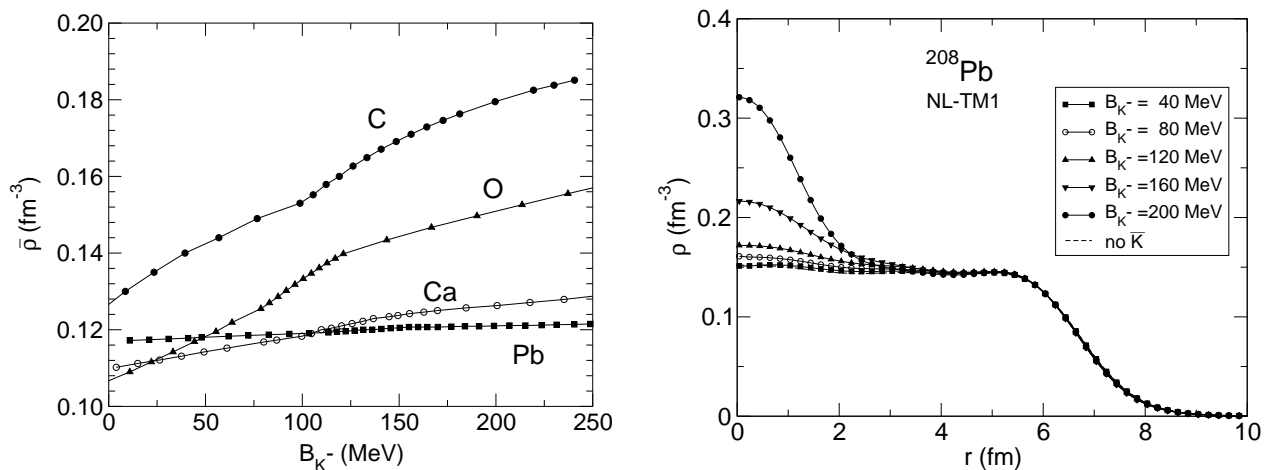 0.20
0.18
0.16
0.14
0.12
0.10
ρ̄ (fm⁻³)
C
O
Ca
Pb
0 50 100 150 200 250
B_K⁻ (MeV)
0.4
0.3
0.2
0.1
0
ρ (fm⁻³)
²⁰⁸Pb
NL-TM1
B_K⁻ = 40 MeV
B_K⁻ = 80 MeV
B_K⁻ =120 MeV
B_K⁻ =160 MeV
B_K⁻ =200 MeV
no K̄
0 2 4 6 8 10
r (fm)